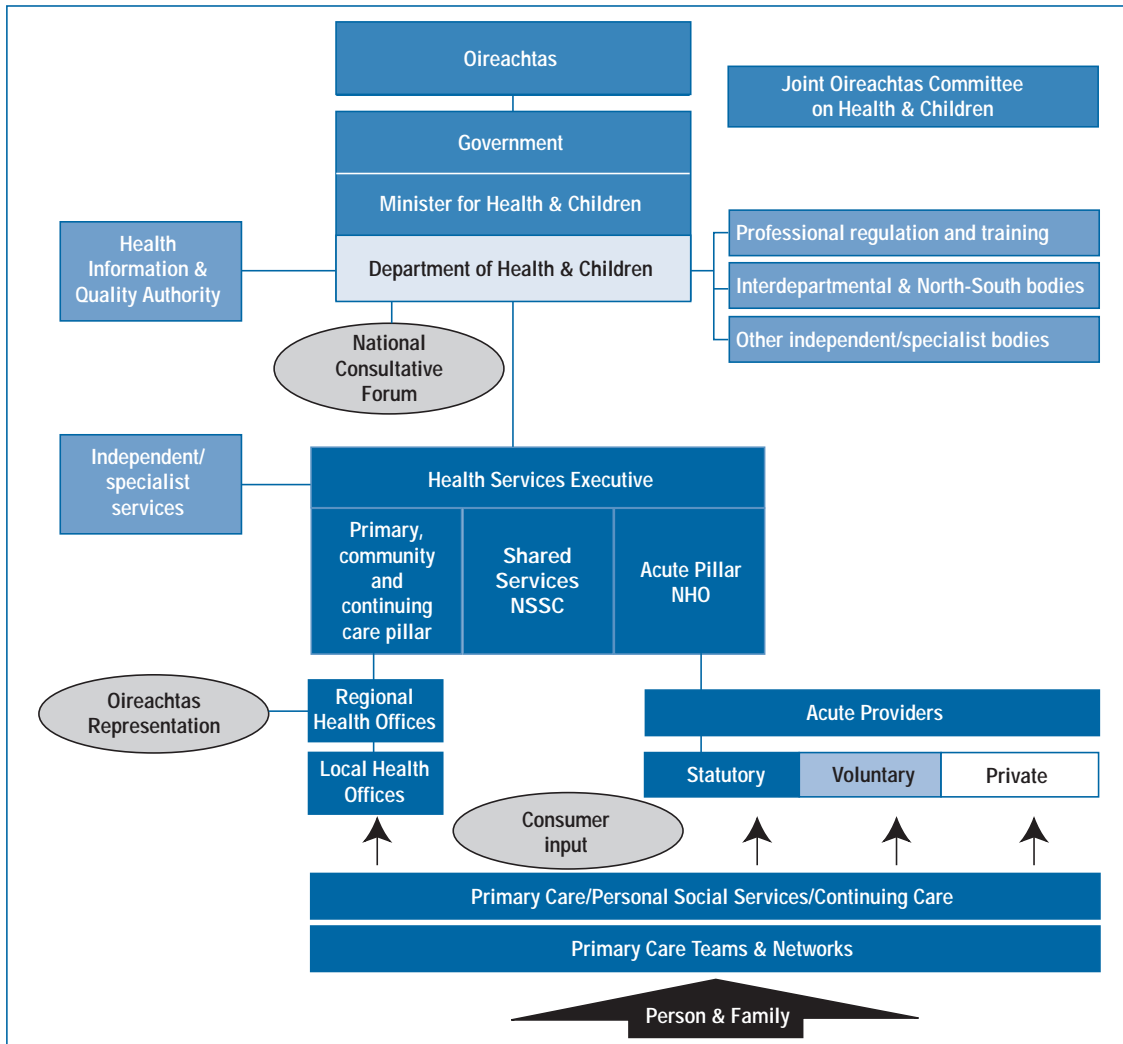 Oireachtas
Joint Oireachtas Committee
on Health & Children
Government
Minister for Health & Children
Health
Information &
Quality Authority
Department of Health & Children
Professional regulation and training
Interdepartmental & North-South bodies
Other independent/specialist bodies
National
Consultative
Forum
Independent/
specialist
services
Health Services Executive
Primary,
community
and
continuing
care pillar
Shared
Services
NSSC
Acute Pillar
NHO
Oireachtas
Representation
Regional
Health Offices
Local Health
Offices
Acute Providers
Statutory
Voluntary
Private
Consumer
input
Primary Care/Personal Social Services/Continuing Care
Primary Care Teams & Networks
Person & Family